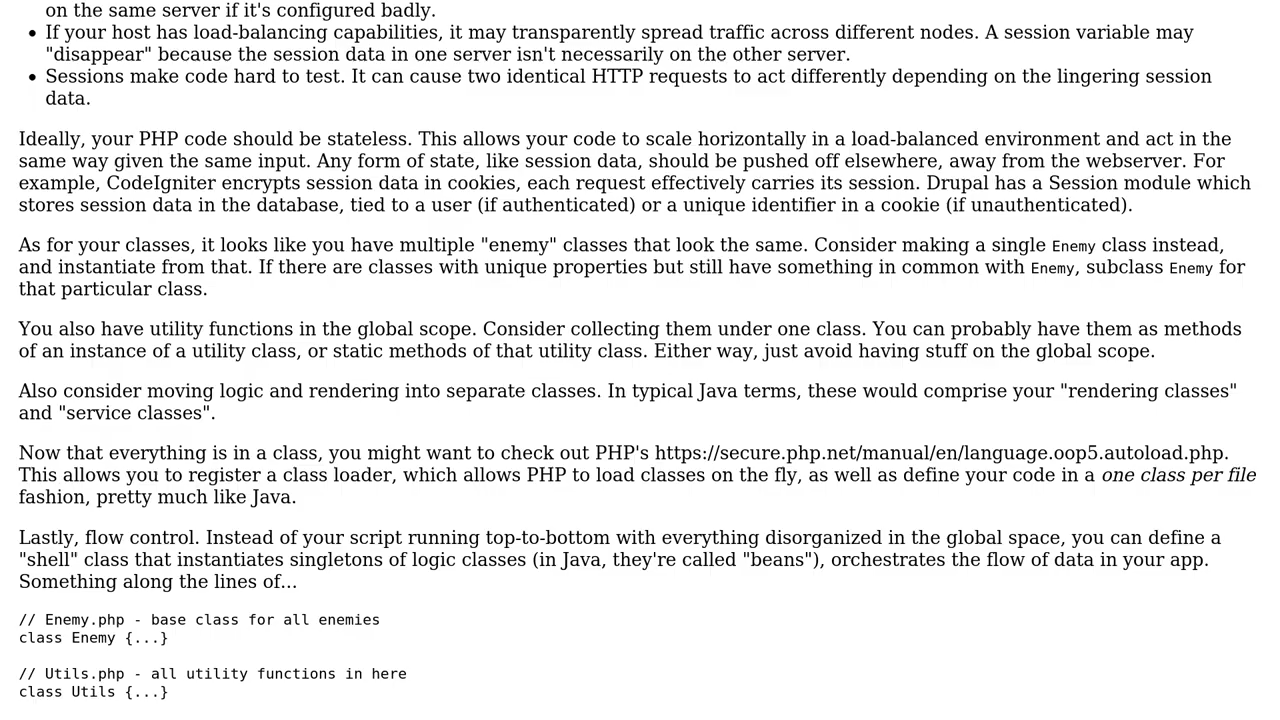 on the same server if it's configured badly.
• If your host has load-balancing capabilities, it may transparently spread traffic across different nodes. A session variable may
"disappear" because the session data in one server isn't necessarily on the other server.
• Sessions make code hard to test. It can cause two identical HTTP requests to act differently depending on the lingering session
data.
Ideally, your PHP code should be stateless. This allows your code to scale horizontally in a load-balanced environment and act in the
same way given the same input. Any form of state, like session data, should be pushed off elsewhere, away from the webserver. For
example, CodeIgniter encrypts session data in cookies, each request effectively carries its session. Drupal has a Session module which
stores session data in the database, tied to a user (if authenticated) or a unique identifier in a cookie (if unauthenticated).
As for your classes, it looks like you have multiple "enemy" classes that look the same. Consider making a single Enemy class instead,
and instantiate from that. If there are classes with unique properties but still have something in common with Enemy, subclass Enemy for
that particular class.
You also have utility functions in the global scope. Consider collecting them under one class. You can probably have them as methods
of an instance of a utility class, or static methods of that utility class. Either way, just avoid having stuff on the global scope.
Also consider moving logic and rendering into separate classes. In typical Java terms, these would comprise your "rendering classes"
and "service classes".
Now that everything is in a class, you might want to check out PHP's https://secure.php.net/manual/en/language.oop5.autoload.php.
This allows you to register a class loader, which allows PHP to load classes on the fly, as well as define your code in a one class per file
fashion, pretty much like Java.
Lastly, flow control. Instead of your script running top-to-bottom with everything disorganized in the global space, you can define a
"shell" class that instantiates singletons of logic classes (in Java, they're called "beans"), orchestrates the flow of data in your app.
Something along the lines of...
// Enemy.php - base class for all enemies
class Enemy {...}
// Utils.php - all utility functions in here
class Utils {...}